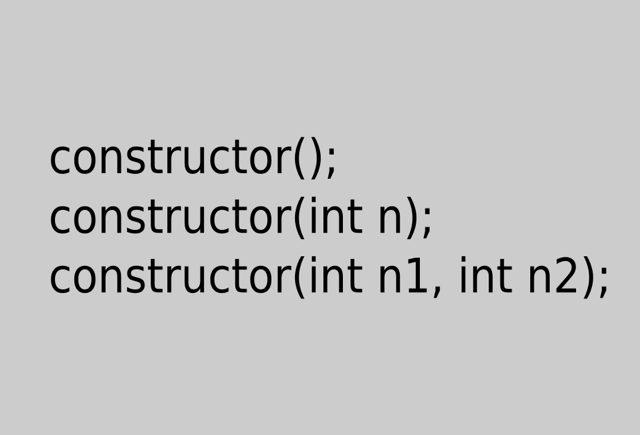 constructor();
constructor(int n);
constructor(int n1, int n2);